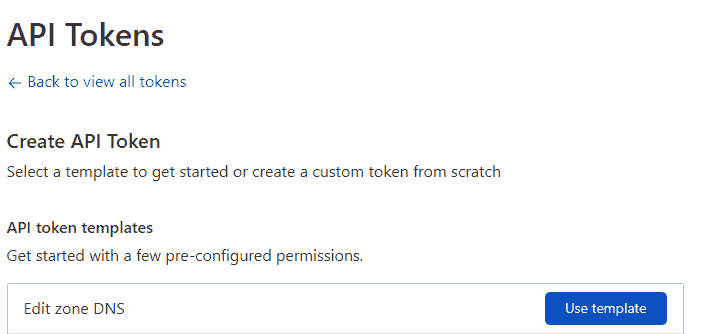 API Tokens
← Back to view all tokens
Create API Token
Select a template to get started or create a custom token from scratch
API token templates
Get started with a few pre-configured permissions.
Edit zone DNS
Use template